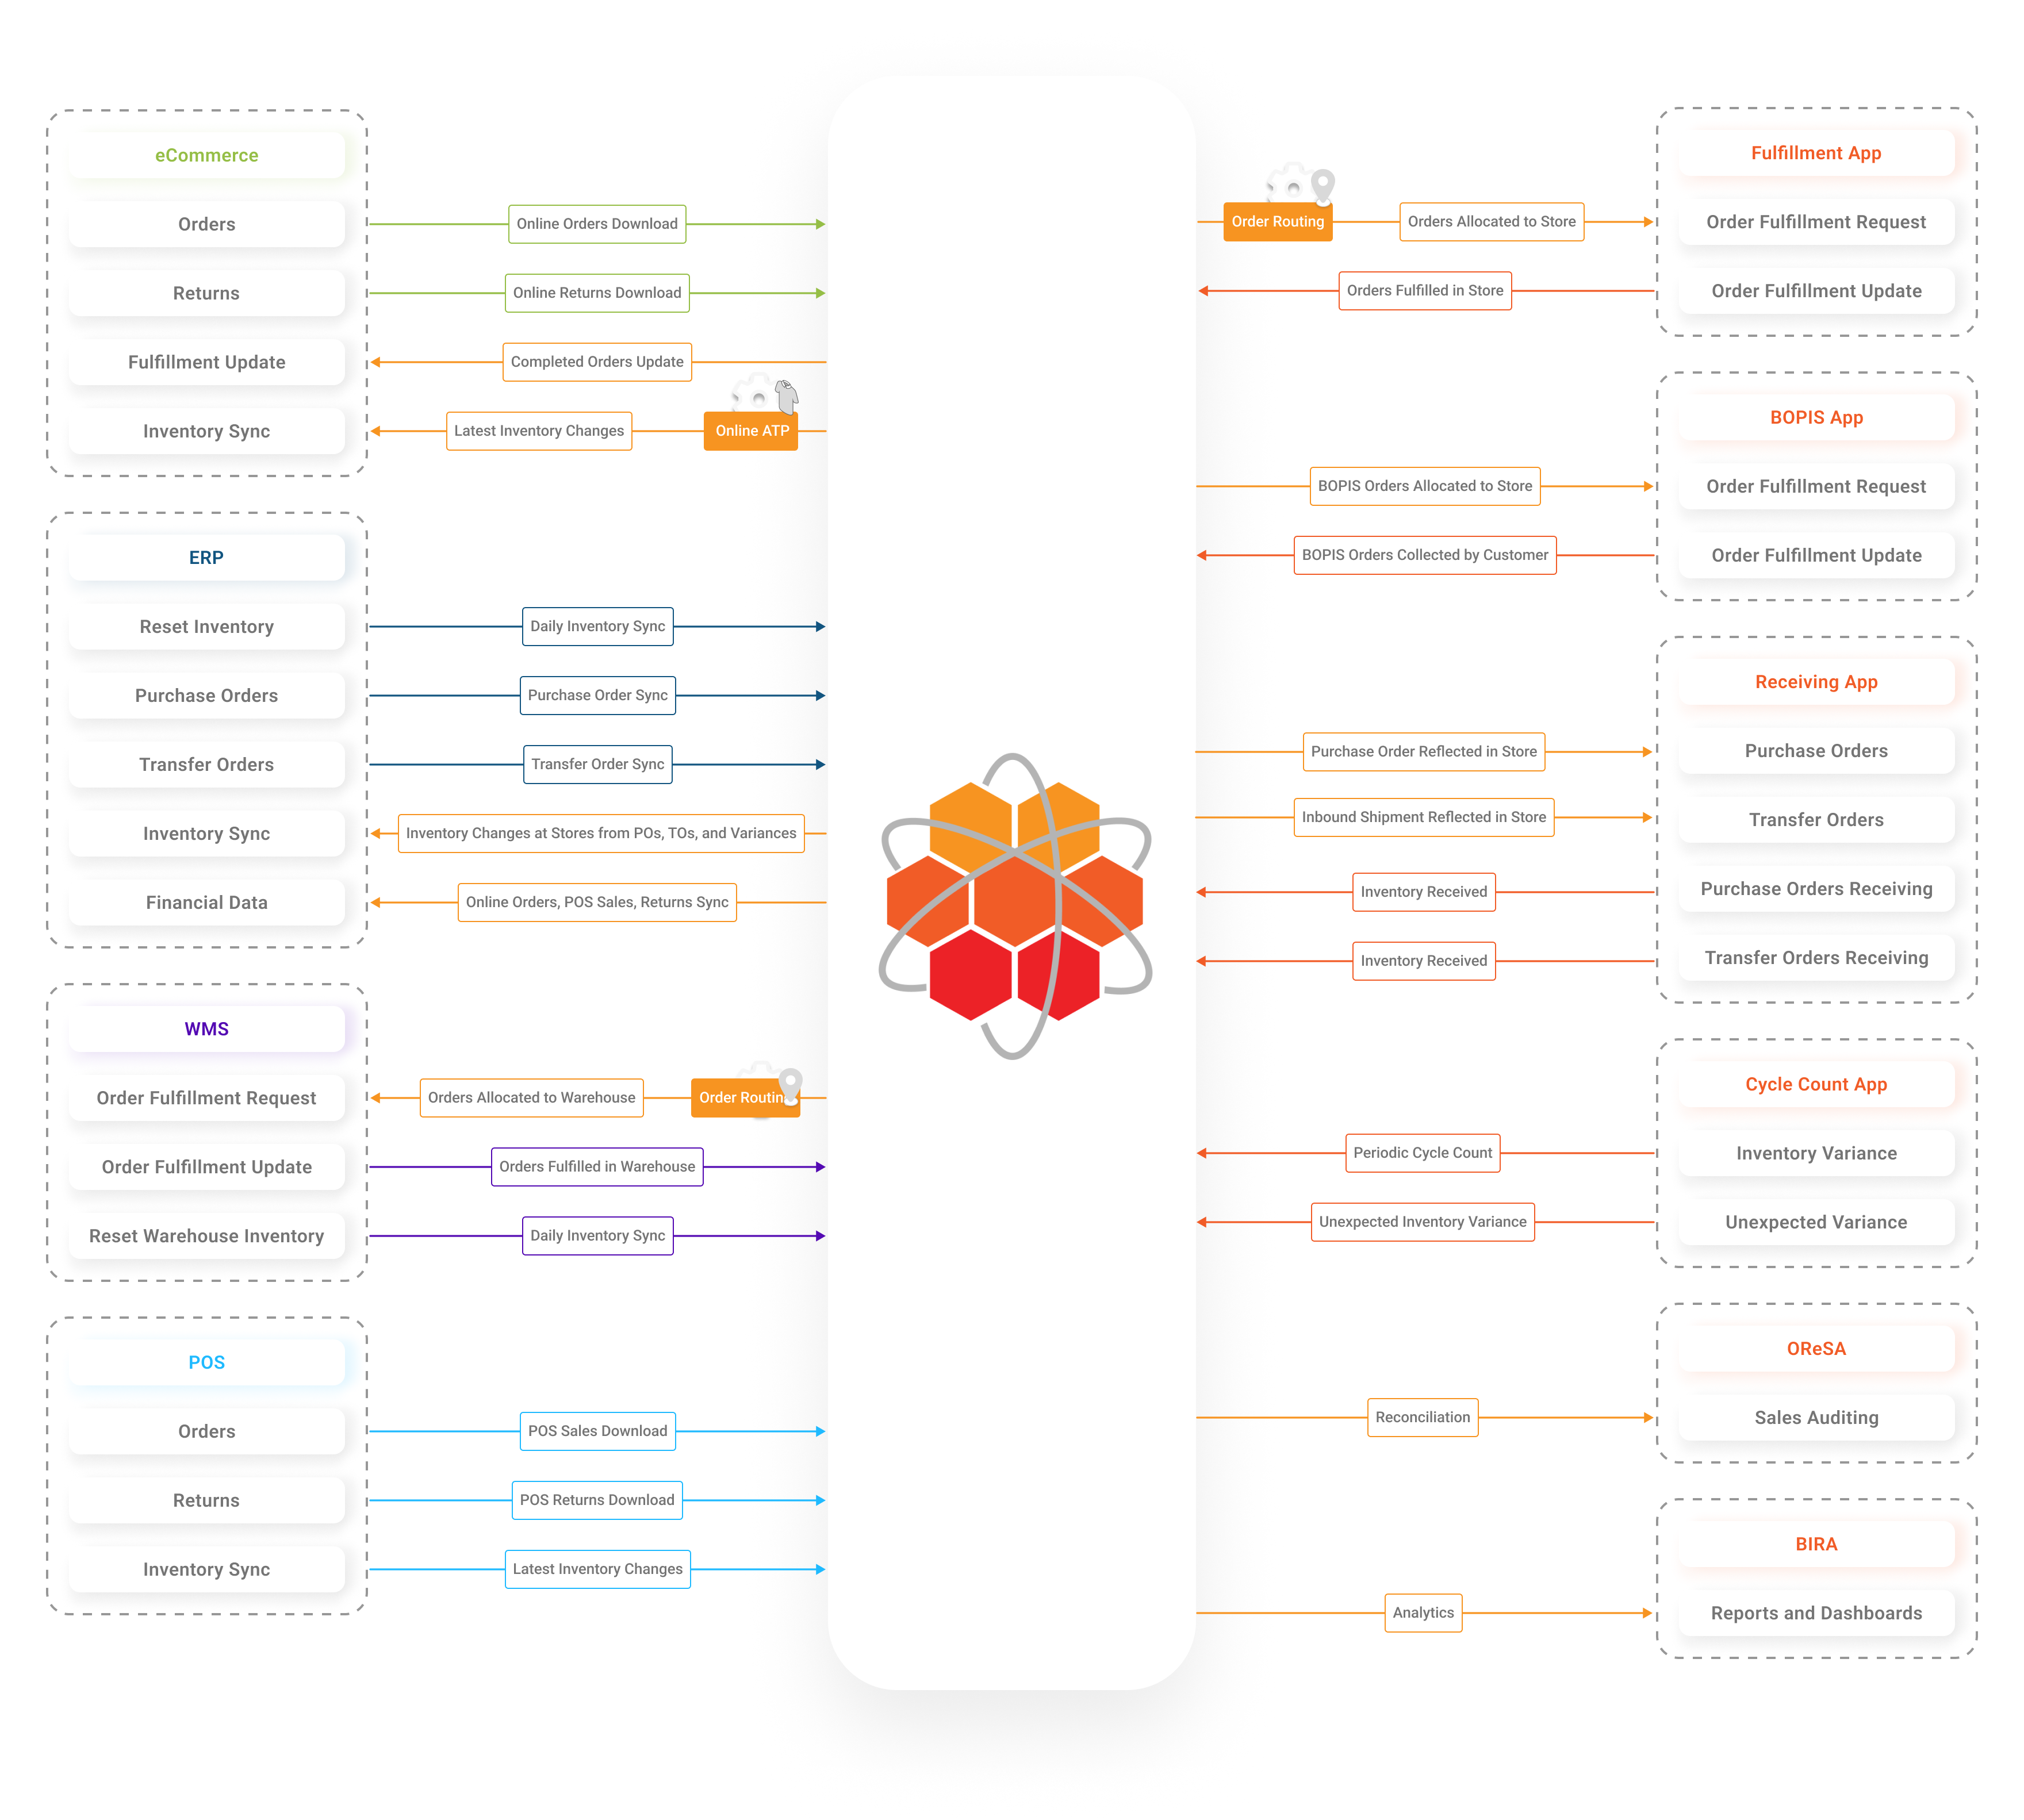 eCommerce
Orders
Online Orders Download
Returns
Online Returns Download
Fulfillment Update
Completed Orders Update
Inventory Sync
Latest Inventory Changes
Online ATP
ERP
Reset Inventory
Daily Inventory Sync
Purchase Orders
Purchase Order Sync
Transfer Orders
Transfer Order Sync
Inventory Sync
Inventory Changes at Stores from POs, TOs, and Variances
Financial Data
Online Orders, POS Sales, Returns Sync
WMS
Order Fulfillment Request
Orders Allocated to Warehouse
Order Routing
Order Fulfillment Update
Orders Fulfilled in Warehouse
Reset Warehouse Inventory
Daily Inventory Sync
POS
Orders
POS Sales Download
Returns
POS Returns Download
Inventory Sync
Latest Inventory Changes
Fulfillment App
Order Routing
Orders Allocated to Store
Order Fulfillment Request
Orders Fulfilled in Store
Order Fulfillment Update
BOPIS App
BOPIS Orders Allocated to Store
Order Fulfillment Request
BOPIS Orders Collected by Customer
Order Fulfillment Update
Receiving App
Purchase Order Reflected in Store
Purchase Orders
Inbound Shipment Reflected in Store
Transfer Orders
Inventory Received
Purchase Orders Receiving
Inventory Received
Transfer Orders Receiving
Cycle Count App
Periodic Cycle Count
Inventory Variance
Unexpected Inventory Variance
Unexpected Variance
OReSA
Reconciliation
Sales Auditing
BIRA
Analytics
Reports and Dashboards